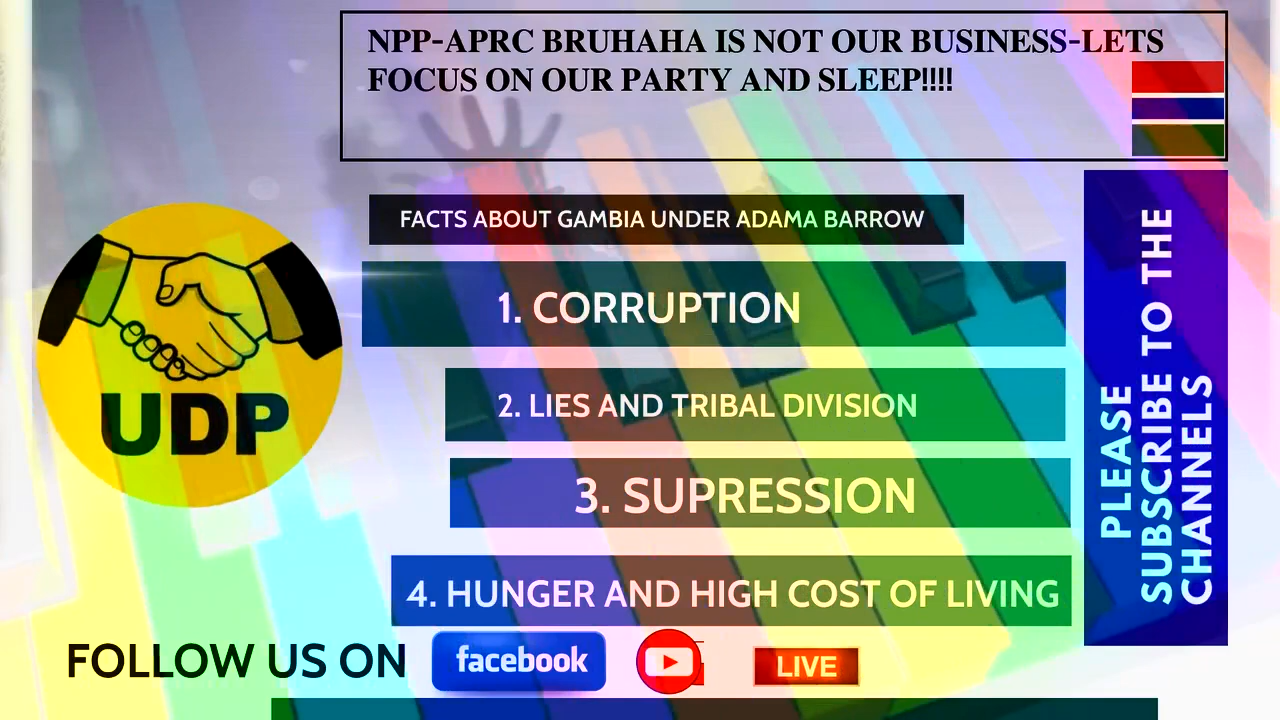 NPP-APRC BRUHAHA IS NOT OUR BUSINESS-LETS
FOCUS ON OUR PARTY AND SLEEP!!!!
FACTS ABOUT GAMBIA UNDER ADAMA BARROW
1. CORRUPTION
2. LIES AND TRIBAL DIVISION
3. SUPRESSION
4. HUNGER AND HIGH COST OF LIVING
UDP
PLEASE
SUBSCRIBE TO THE
CHANNELS
FOLLOW US ON
facebook
LIVE